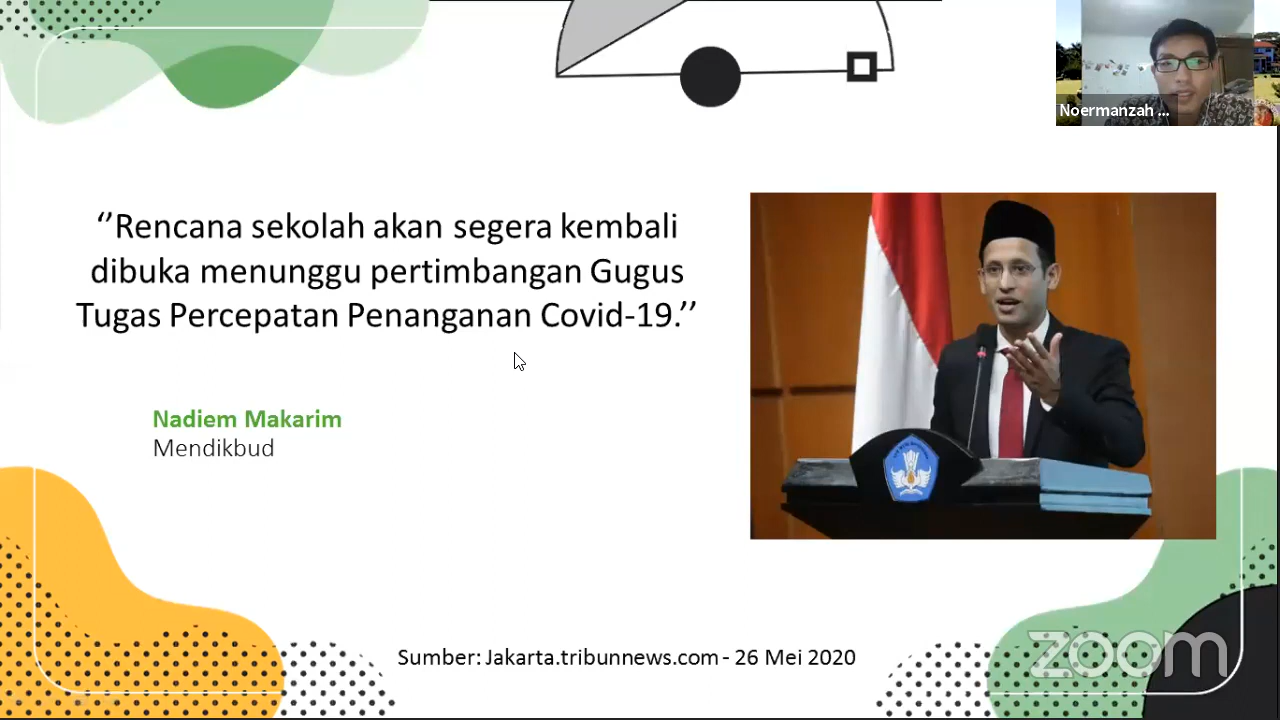 Noermanzah ...
‘’Rencana sekolah akan segera kembali
dibuka menunggu pertimbangan Gugus
Tugas Percepatan Penanganan Covid-19.’’
Nadiem Makarim
Mendikbud
Sumber: Jakarta.tribunnews.com - 26 Mei 2020
zoom